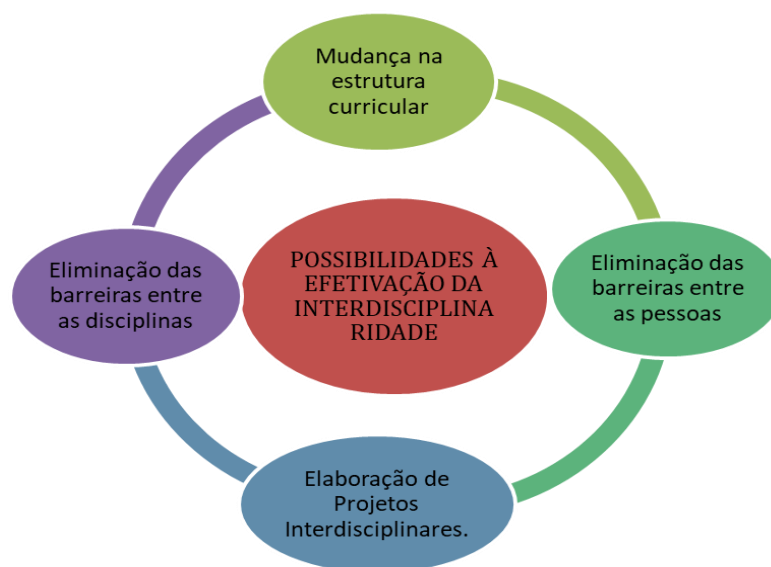 Mudança na
estrutura
curricular
Eliminação das
barreiras entre
as disciplinas
POSSIBILIDADES À
EFETIVAÇÃO DA
INTERDISCIPLINA
RIDADE
Eliminação das
barreiras entre
as pessoas
Elaboração de
Projetos
Interdisciplinares.